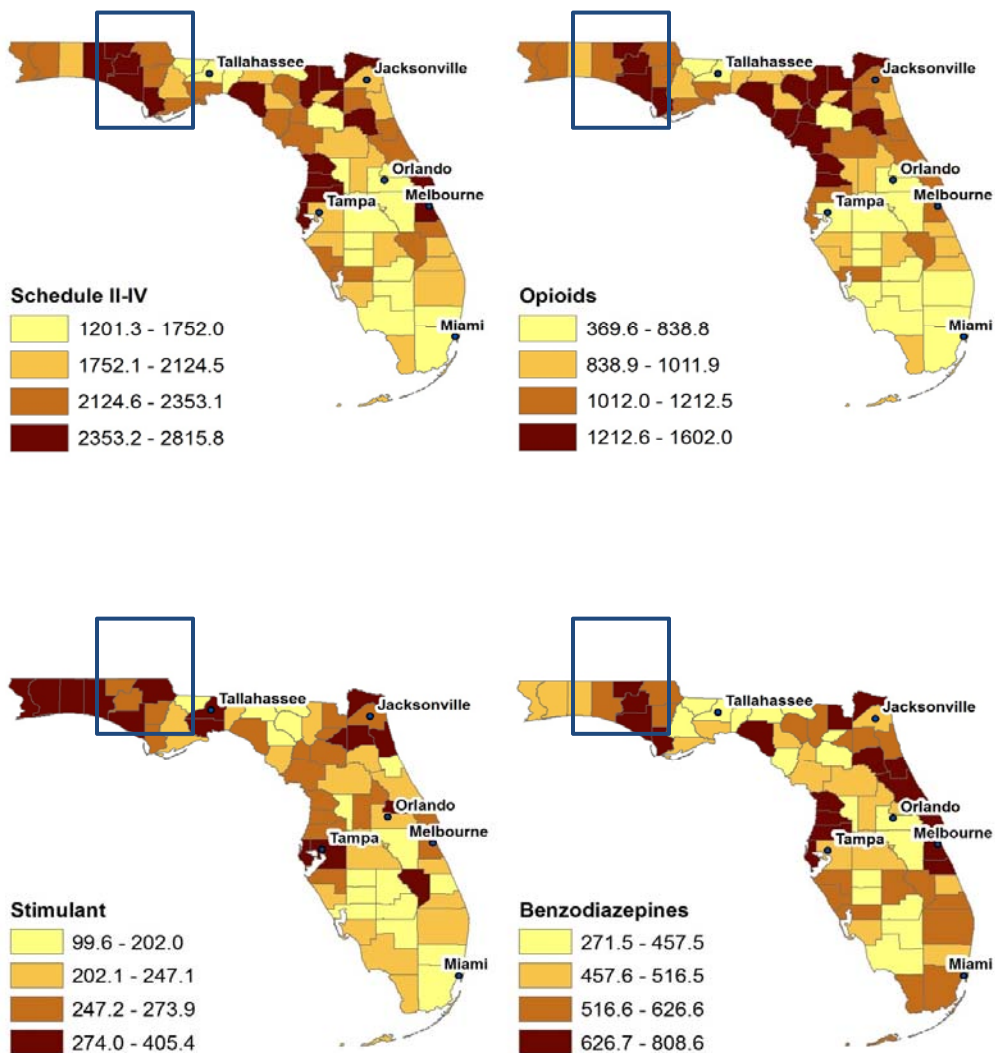 Tallahassee
Jacksonville
Orlando
Melbourne
Tampa
Miami
Schedule II-IV
1201.3 - 1752.0
1752.1 - 2124.5
2124.6 - 2353.1
2353.2 - 2815.8
Tallahassee
Jacksonville
Orlando
Melbourne
Tampa
Miami
Opioids
369.6 - 838.8
838.9 - 1011.9
1012.0 - 1212.5
1212.6 - 1602.0
Tallahassee
Jacksonville
Orlando
Melbourne
Tampa
Miami
Stimulant
99.6 - 202.0
202.1 - 247.1
247.2 - 273.9
274.0 - 405.4
Tallahassee
Jacksonville
Orlando
Melbourne
Tampa
Miami
Benzodiazepines
271.5 - 457.5
457.6 - 516.5
516.6 - 626.6
626.7 - 808.6